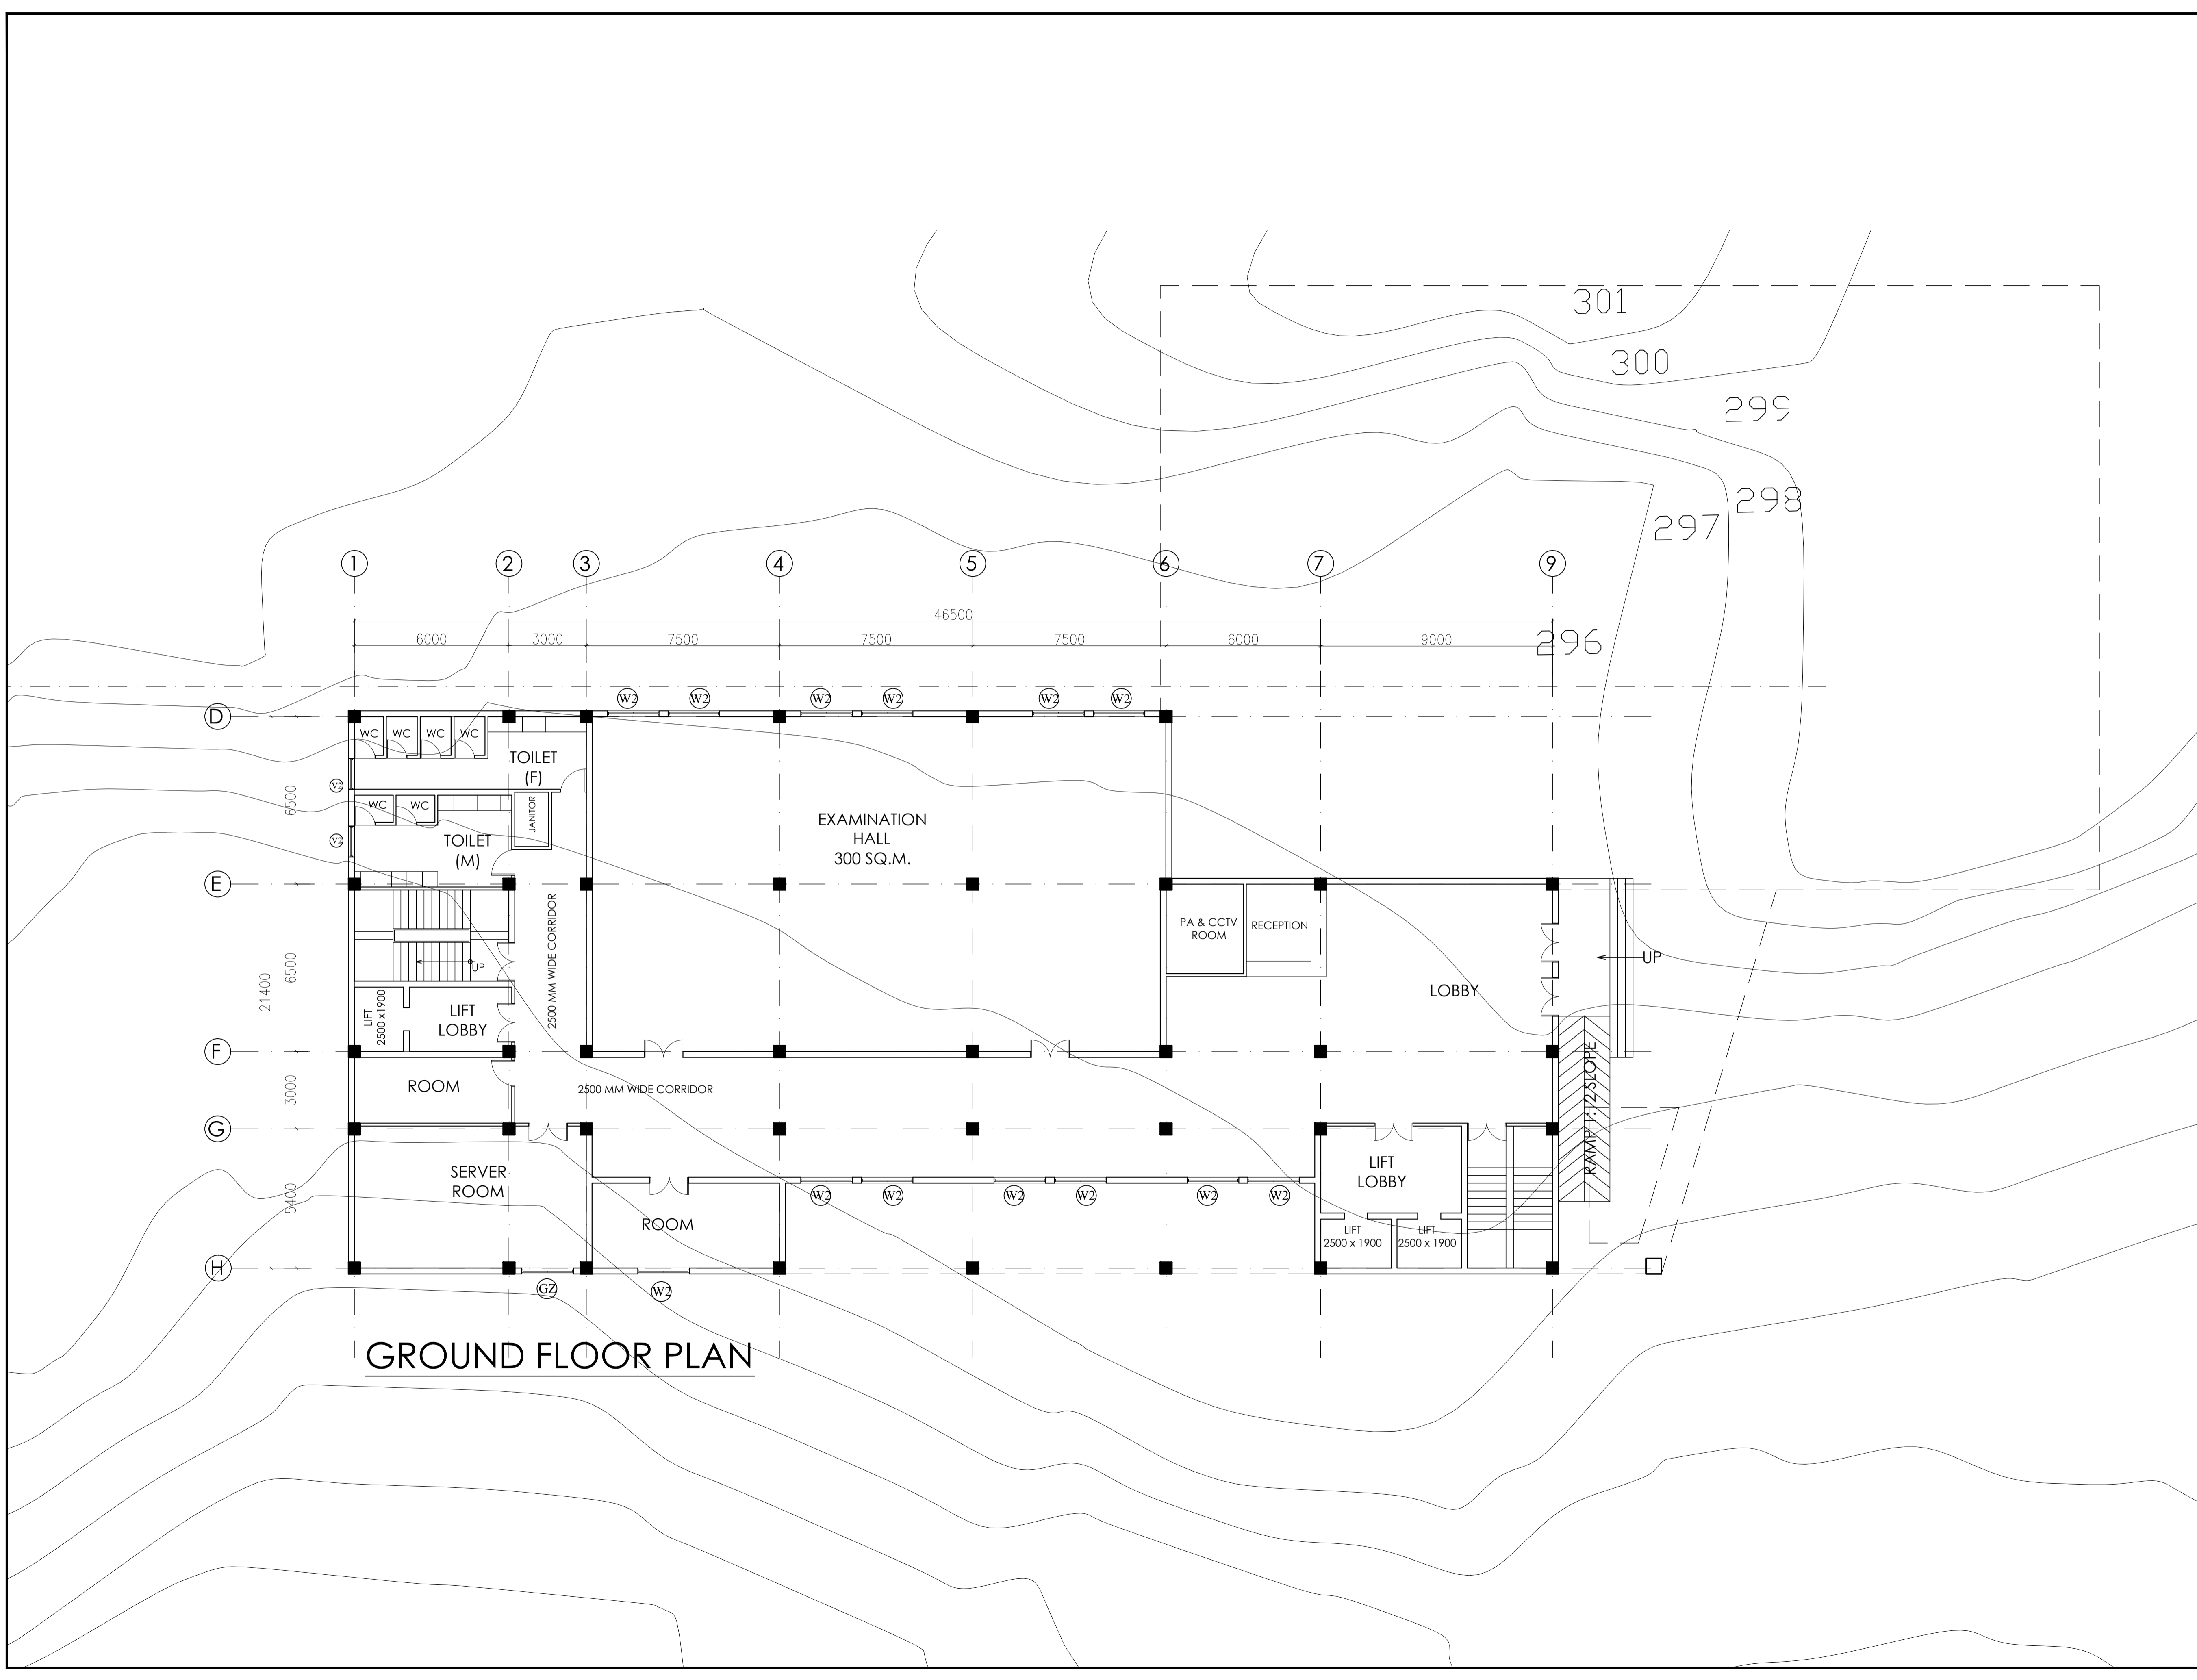 301
300
299
298
297
1 2 3 4 5 6 7 9
46500
6000 3000 7500 7500 7500 6000 9000
296
W2 W2 W2 W2 W2 W2
D
WC WC WC WC
TOILET
(F)
V2
6500
WC WC
JANITOR
EXAMINATION
HALL
300 SQ.M.
V2
TOILET
(M)
E
PA & CCTV
ROOM
RECEPTION
2500 MM WIDE CORRIDOR
6500
UP
UP
21400
LOBBY
LIFT
2500 x1900
LIFT
LOBBY
F
ROOM
3000
2500 MM WIDE CORRIDOR
RAMP 1:12 SLOPE
G
SERVER
ROOM
LIFT
LOBBY
5400
W2 W2 W2 W2 W2 W2
ROOM
LIFT
2500 x 1900
LIFT
2500 x 1900
H
GZ W2
GROUND FLOOR PLAN